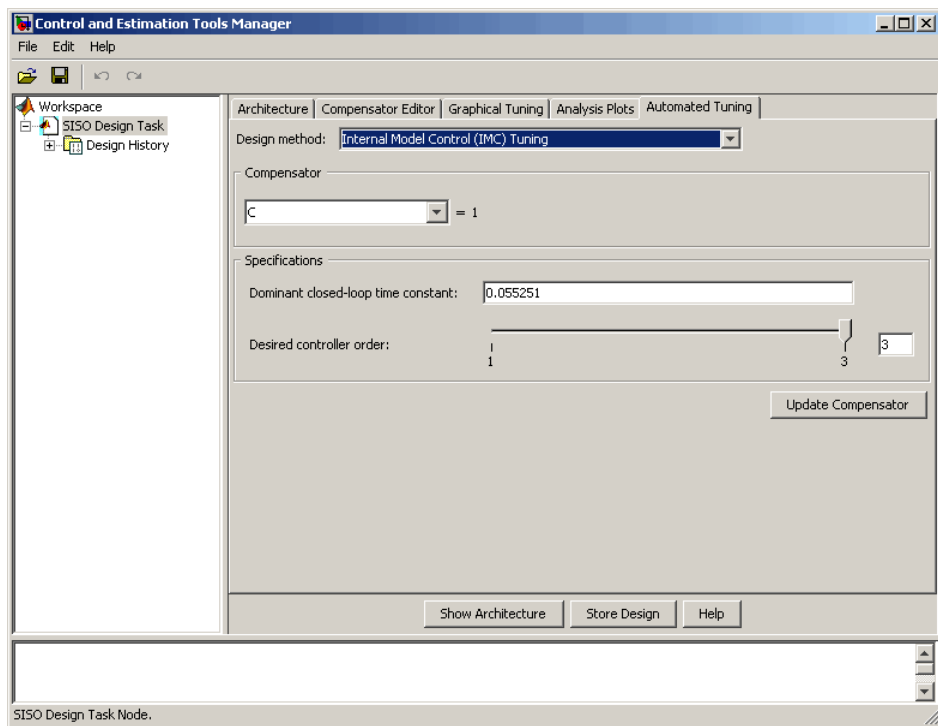 Control and Estimation Tools Manager
File Edit Help
Workspace
SISO Design Task
Design History
Architecture Compensator Editor Graphical Tuning Analysis Plots Automated Tuning
Design method: Internal Model Control (IMC) Tuning
Compensator
C = 1
Specifications
Dominant closed-loop time constant: 0.055251
Desired controller order: 3
1 3
Update Compensator
Show Architecture Store Design Help
SISO Design Task Node.